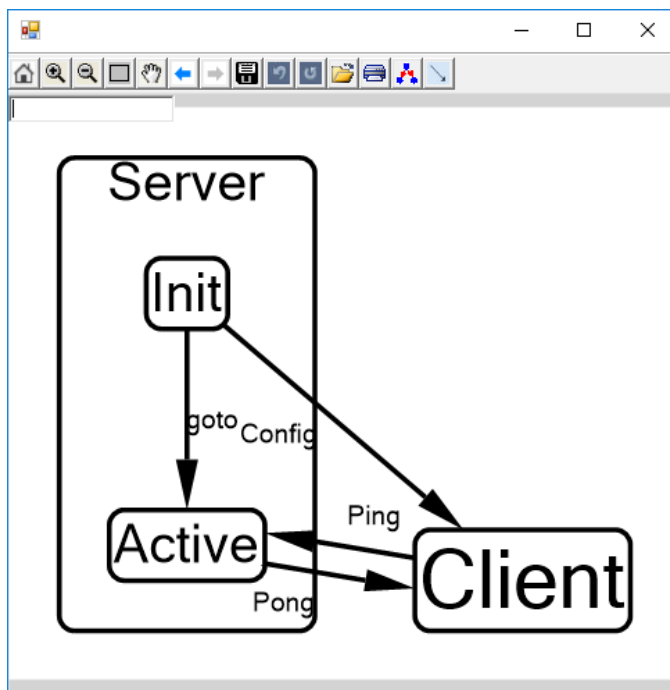 Server
Init
goto
Config
Ping
Active
Client
Pong